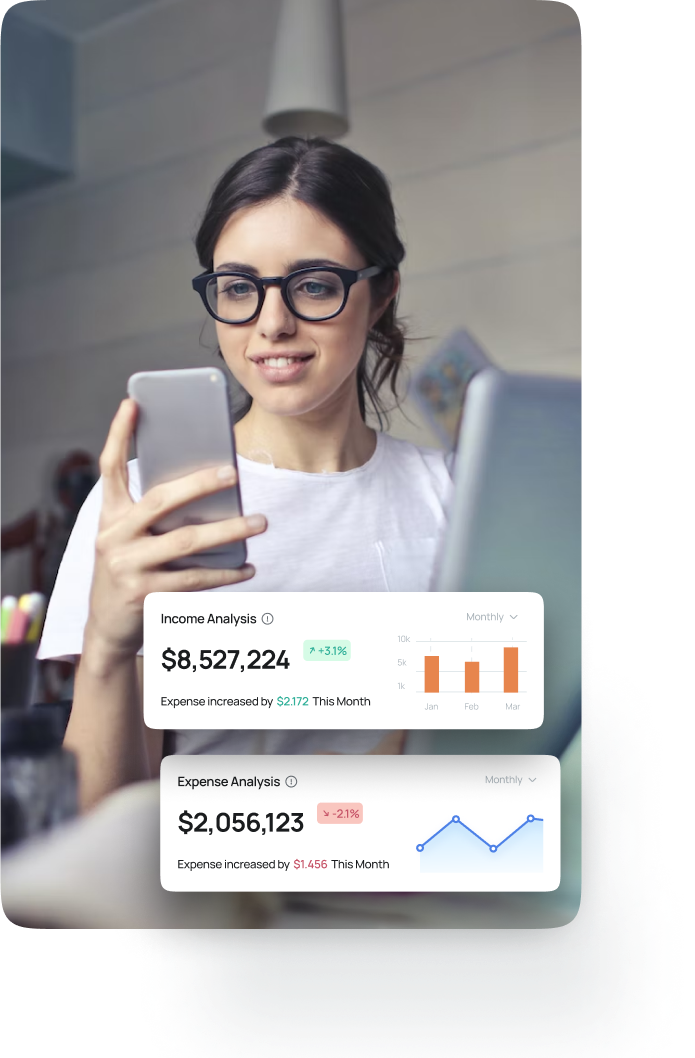 Income Analysis
Monthly
$8,527,224
+3.1%
Expense increased by $2.172 This Month
10k
5k
1k
Jan Feb Mar
Expense Analysis
Monthly
$2,056,123
-2.1%
Expense increased by $1.456 This Month